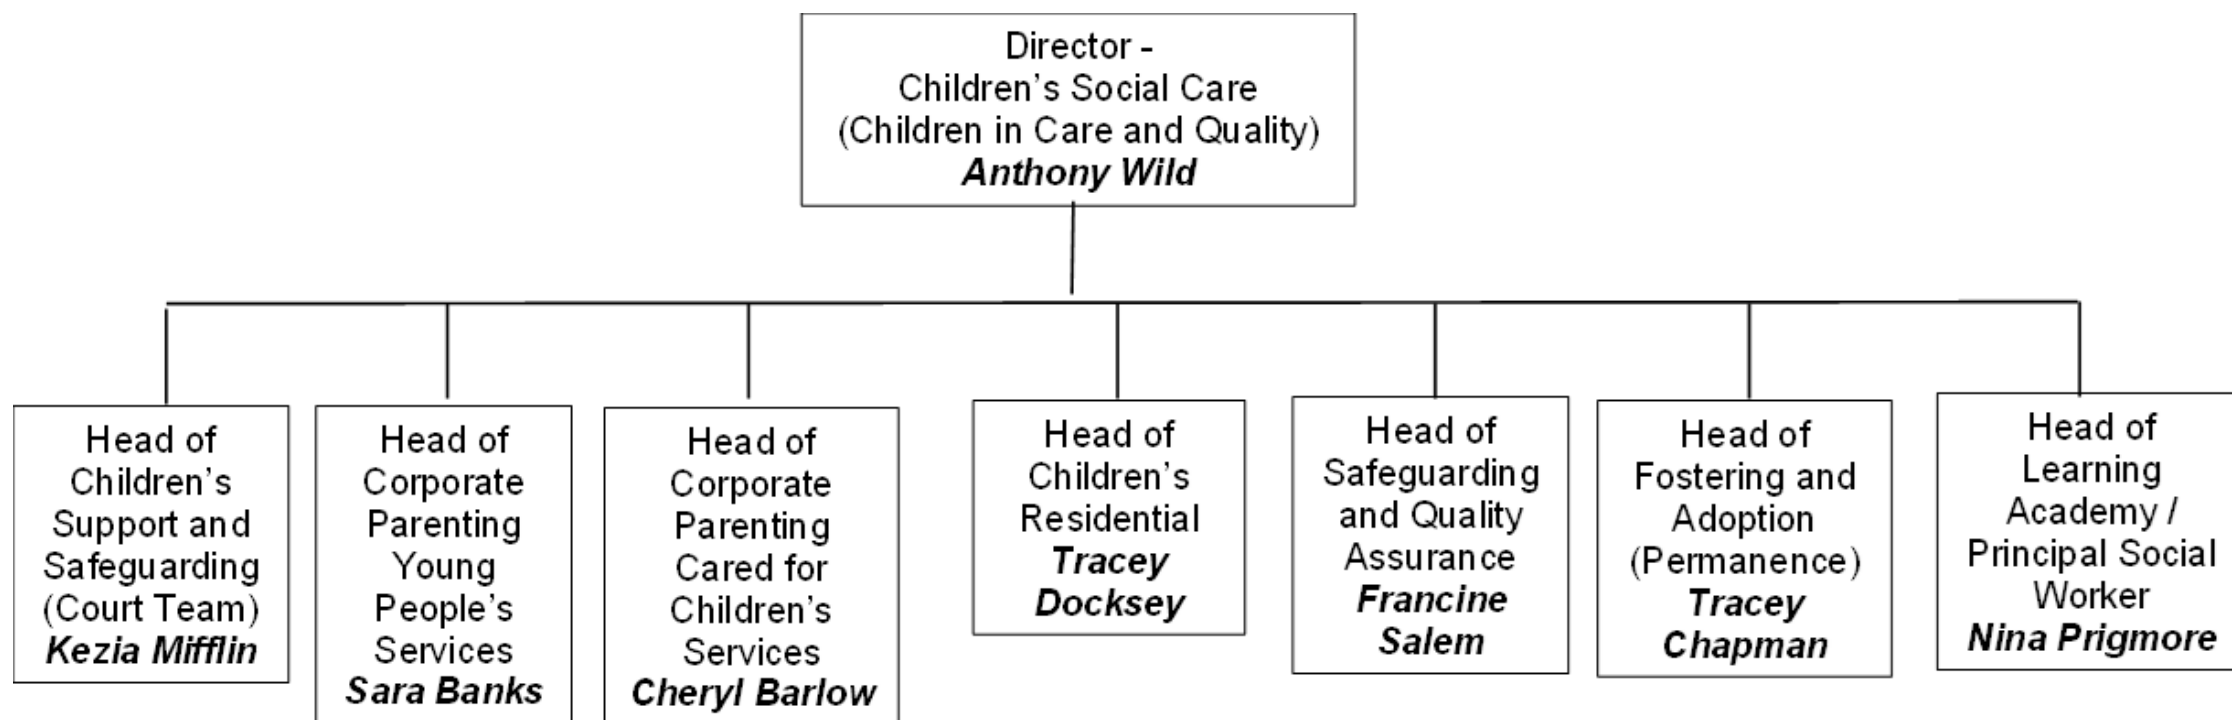 Director -
Children’s Social Care
(Children in Care and Quality)
Anthony Wild
Head of
Children’s
Support and
Safeguarding
(Court Team)
Kezia Mifflin
Head of
Corporate
Parenting
Young
People’s
Services
Sara Banks
Head of
Corporate
Parenting
Cared for
Children’s
Services
Cheryl Barlow
Head of
Children’s
Residential
Tracey
Docksey
Head of
Safeguarding
and Quality
Assurance
Francine
Salem
Head of
Fostering and
Adoption
(Permanence)
Tracey
Chapman
Head of
Learning
Academy /
Principal Social
Worker
Nina Prigmore